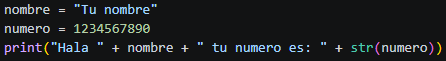 nombre = "Tu nombre"
numero = 1234567890
print("Hala " + nombre + " tu numero es: " + str(numero))